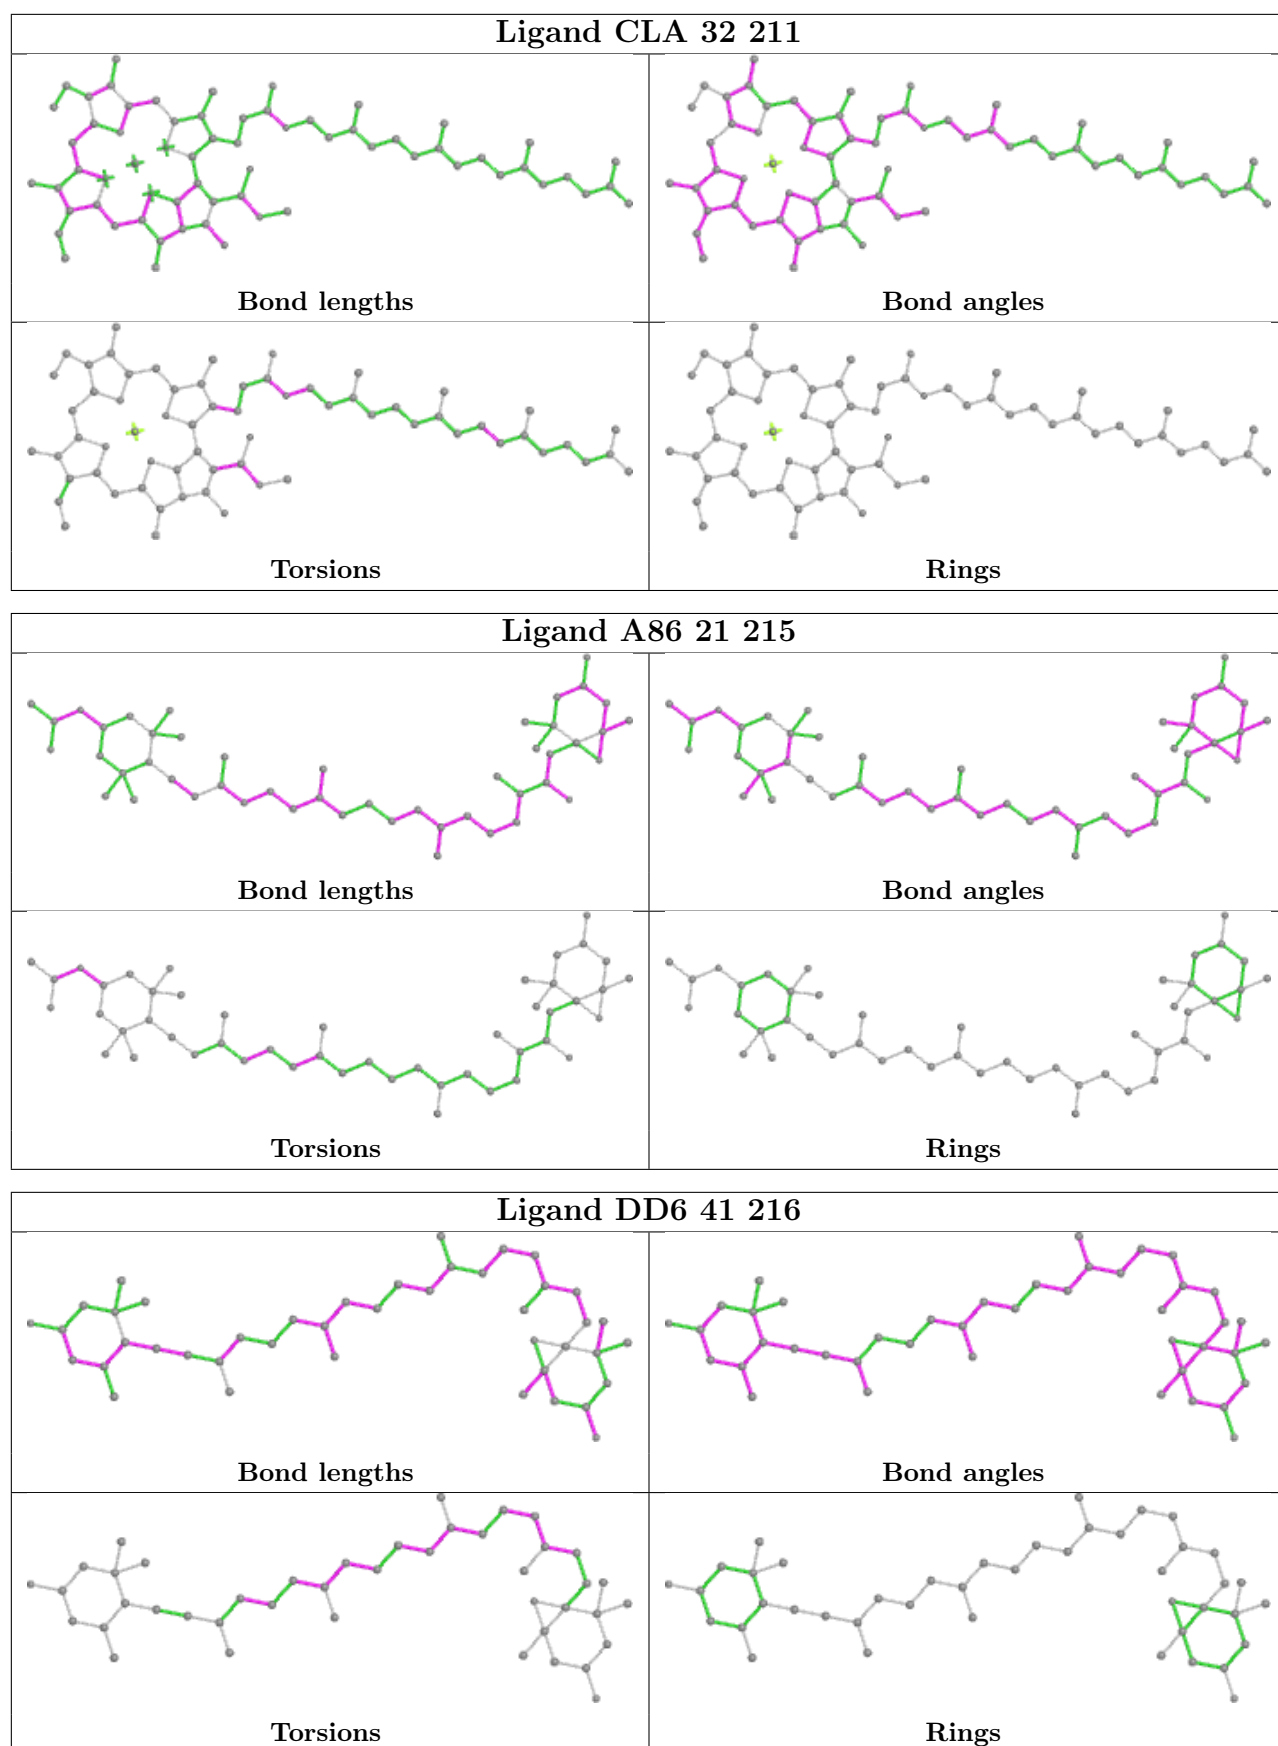 Ligand CLA 32 211
Bond lengths
Bond angles
Torsions
Rings
Ligand A86 21 215
Bond lengths
Bond angles
Torsions
Rings
Ligand DD6 41 216
Bond lengths
Bond angles
Torsions
Rings